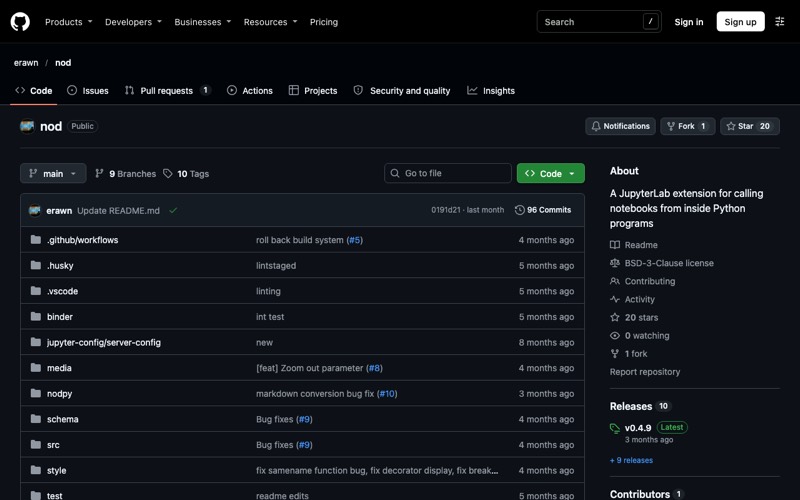 Products Developers Businesses Resources Pricing Search / Sign in Sign up
erawn / nod
Code Issues Pull requests 1 Actions Projects Security and quality Insights
nod Public Notifications Fork 1 Star 20
main 9 Branches 10 Tags Go to file Code
erawn Update README.md 0191d21 · last month 96 Commits
.github/workflows roll back build system (#5) 4 months ago
.husky lintstaged 5 months ago
.vscode linting 5 months ago
binder int test 5 months ago
jupyter-config/server-config new 8 months ago
media [feat] Zoom out parameter (#8) 4 months ago
nodpy markdown conversion bug fix (#10) 3 months ago
schema Bug fixes (#9) 4 months ago
src Bug fixes (#9) 4 months ago
style fix samename function bug, fix decorator display, fix break... 4 months ago
test readme edits 5 months ago
About
A JupyterLab extension for calling
notebooks from inside Python
programs
Readme
BSD-3-Clause license
Contributing
Activity
20 stars
0 watching
1 fork
Report repository
Releases 10
v0.4.9 Latest
3 months ago
+ 9 releases
Contributors 1